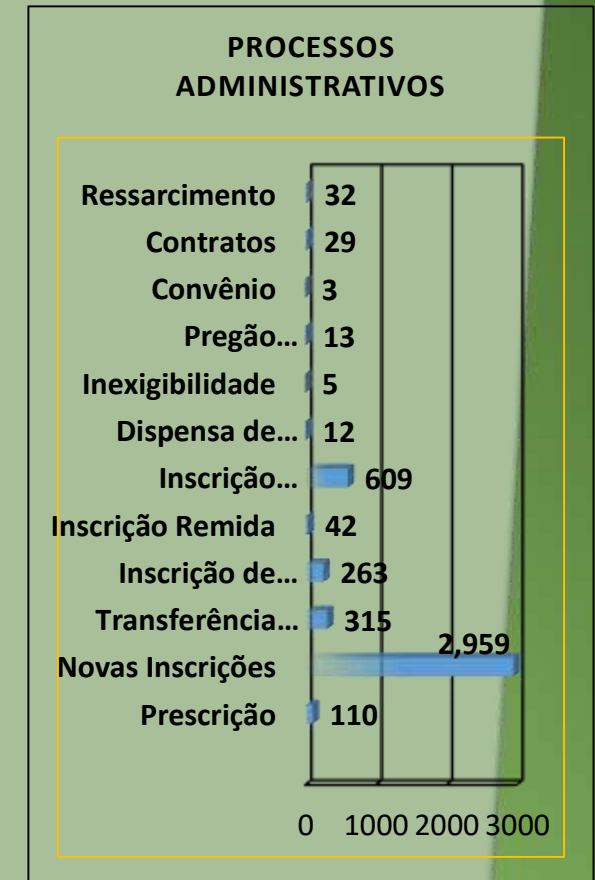 PROCESSOS
ADMINISTRATIVOS
Ressarcimento 32
Contratos 29
Convênio 3
Pregão... 13
Inexigibilidade 5
Dispensa de... 12
Inscrição... 609
Inscrição Remida 42
Inscrição de... 263
Transferência... 315
Novas Inscrições 2,959
Prescrição 110
0 1000 2000 3000